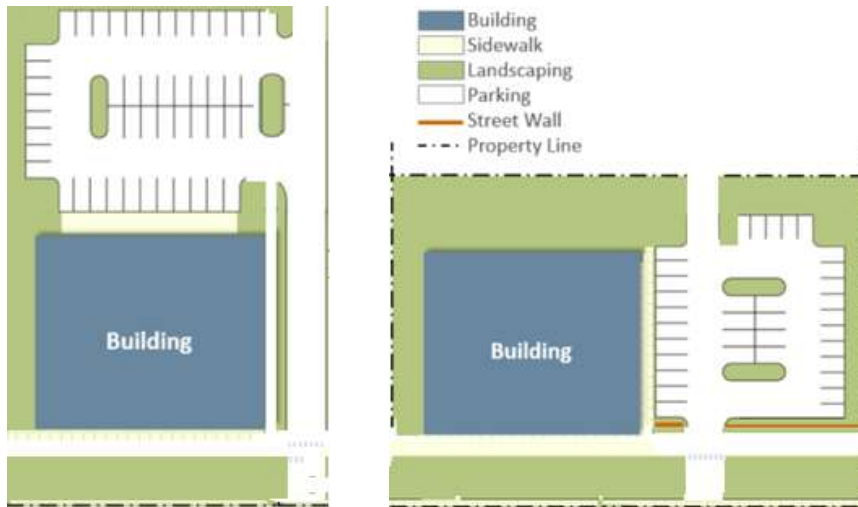 Building
Sidewalk
Landscaping
Parking
Street Wall
Property Line
Building
Building